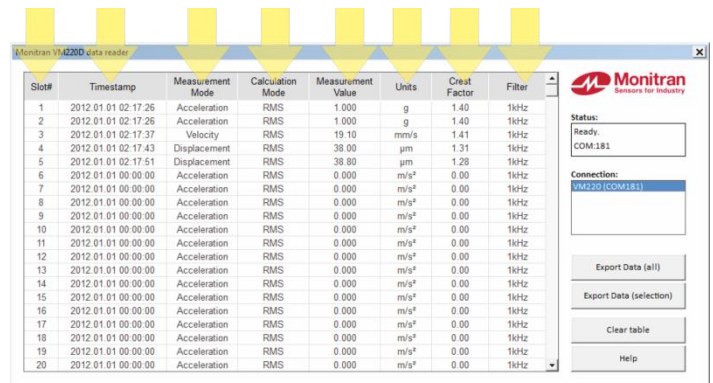 Monitran VM220D data reader
Slot# Timestamp Measurement Mode Calculation Mode Measurement Value Units Crest Factor Filter
1 2012.01.01 02:17:26 Acceleration RMS 1.000 g 1.40 1kHz
2 2012.01.01 02:17:26 Acceleration RMS 1.000 g 1.40 1kHz
3 2012.01.01 02:17:37 Velocity RMS 19.10 mm/s 1.41 1kHz
4 2012.01.01 02:17:43 Displacement RMS 38.00 µm 1.31 1kHz
5 2012.01.01 02:17:51 Displacement RMS 38.80 µm 1.28 1kHz
6 2012.01.01 00:00:00 Acceleration RMS 0.000 m/s² 0.00 1kHz
7 2012.01.01 00:00:00 Acceleration RMS 0.000 m/s² 0.00 1kHz
8 2012.01.01 00:00:00 Acceleration RMS 0.000 m/s² 0.00 1kHz
9 2012.01.01 00:00:00 Acceleration RMS 0.000 m/s² 0.00 1kHz
10 2012.01.01 00:00:00 Acceleration RMS 0.000 m/s² 0.00 1kHz
11 2012.01.01 00:00:00 Acceleration RMS 0.000 m/s² 0.00 1kHz
12 2012.01.01 00:00:00 Acceleration RMS 0.000 m/s² 0.00 1kHz
13 2012.01.01 00:00:00 Acceleration RMS 0.000 m/s² 0.00 1kHz
14 2012.01.01 00:00:00 Acceleration RMS 0.000 m/s² 0.00 1kHz
15 2012.01.01 00:00:00 Acceleration RMS 0.000 m/s² 0.00 1kHz
16 2012.01.01 00:00:00 Acceleration RMS 0.000 m/s² 0.00 1kHz
17 2012.01.01 00:00:00 Acceleration RMS 0.000 m/s² 0.00 1kHz
18 2012.01.01 00:00:00 Acceleration RMS 0.000 m/s² 0.00 1kHz
19 2012.01.01 00:00:00 Acceleration RMS 0.000 m/s² 0.00 1kHz
20 2012.01.01 00:00:00 Acceleration RMS 0.000 m/s² 0.00 1kHz
Monitran
Sensors for Industry
Status:
Ready.
COM:181
Connection:
VM220 (COM181)
Export Data (all)
Export Data (selection)
Clear table
Help